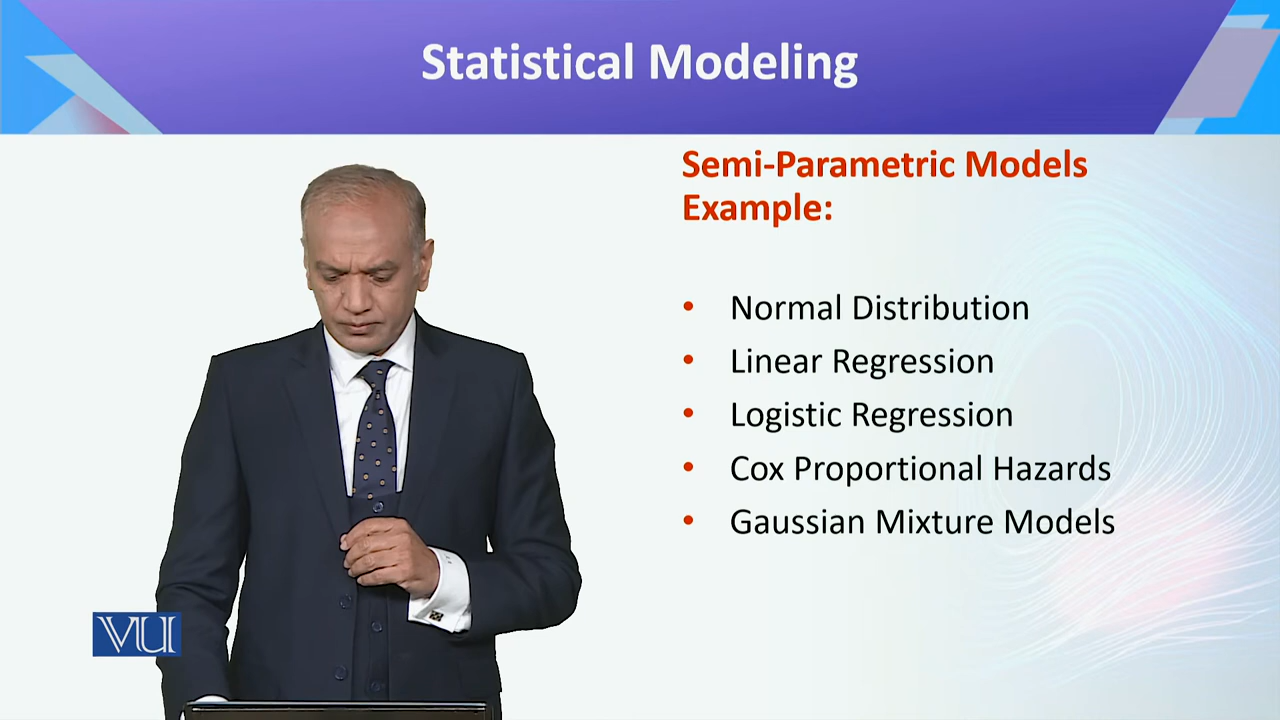 Statistical Modeling
Semi-Parametric Models
Example:
• Normal Distribution
• Linear Regression
• Logistic Regression
• Cox Proportional Hazards
• Gaussian Mixture Models
VU